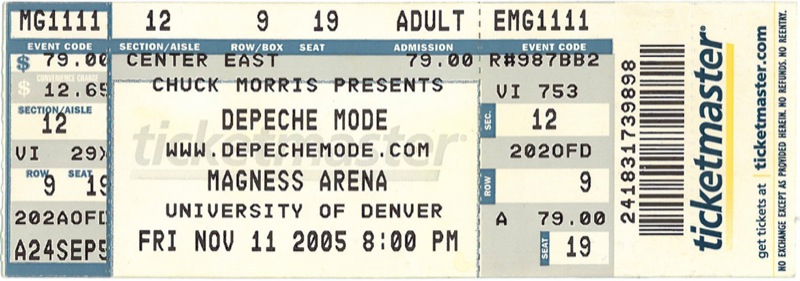 MG1111 12 9 19 ADULT EMG1111
EVENT CODE SECTION/AISLE ROW/BOX SEAT ADMISSION EVENT CODE
$ 79.00 CENTER EAST 79.00 R#987BB2
CONVENIENCE CHARGE
$ 12.65
SECTION/AISLE
12
VI 29X
ROW SEAT
9 19
202AOFD
A24SEP5
CHUCK MORRIS PRESENTS
ticketmaster
DEPECHE MODE
WWW.DEPECHEMODE.COM
MAGNESS ARENA
UNIVERSITY OF DENVER
FRI NOV 11 2005 8:00 PM
VI 753
SEC. 12
202OFD
ROW 9
A 79.00
SEAT 19
241831739898
ticketmaster
get tickets at ticketmaster.com
NO EXCHANGE EXCEPT AS PROVIDED HEREIN. NO REFUNDS. NO REENTRY.